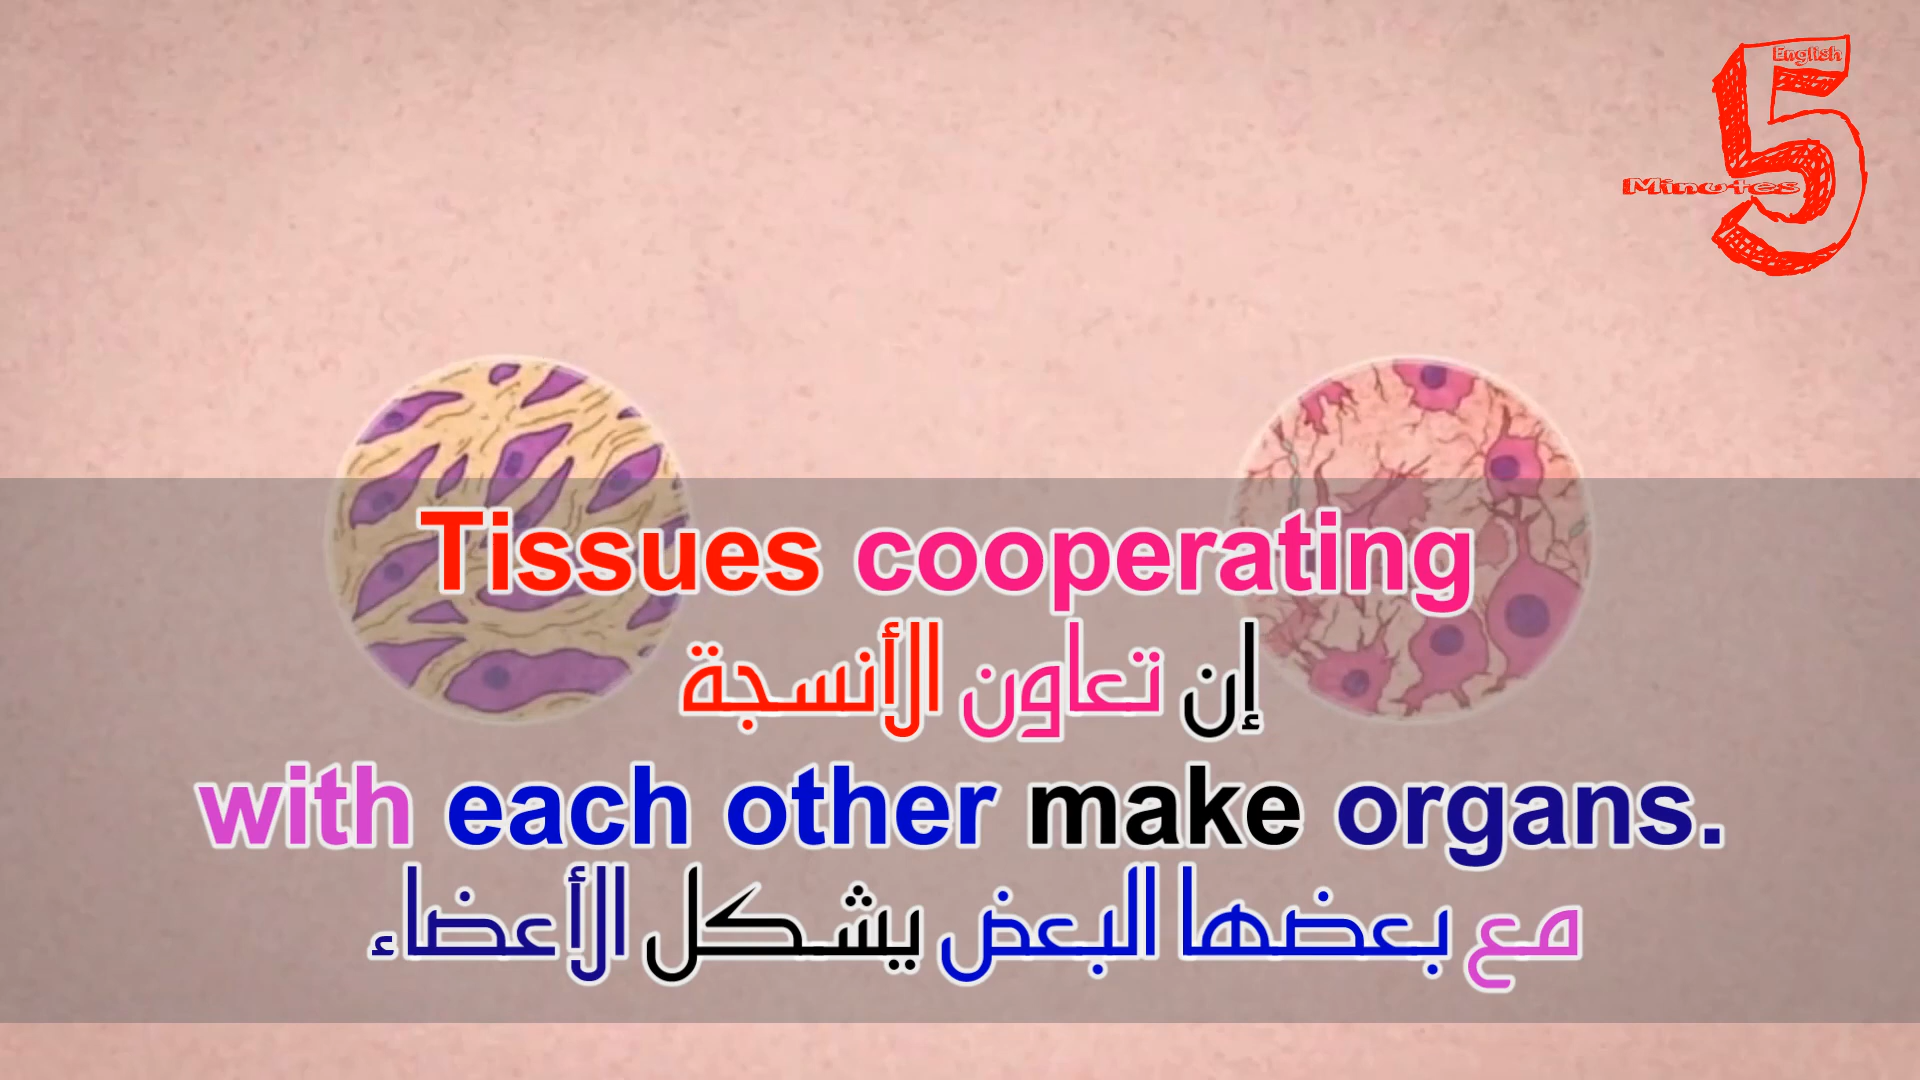 English
5
Minutes
Tissues cooperating
إن تعاون الأنسجة
with each other make organs.
مع بعضها البعض يشكل الأعضاء